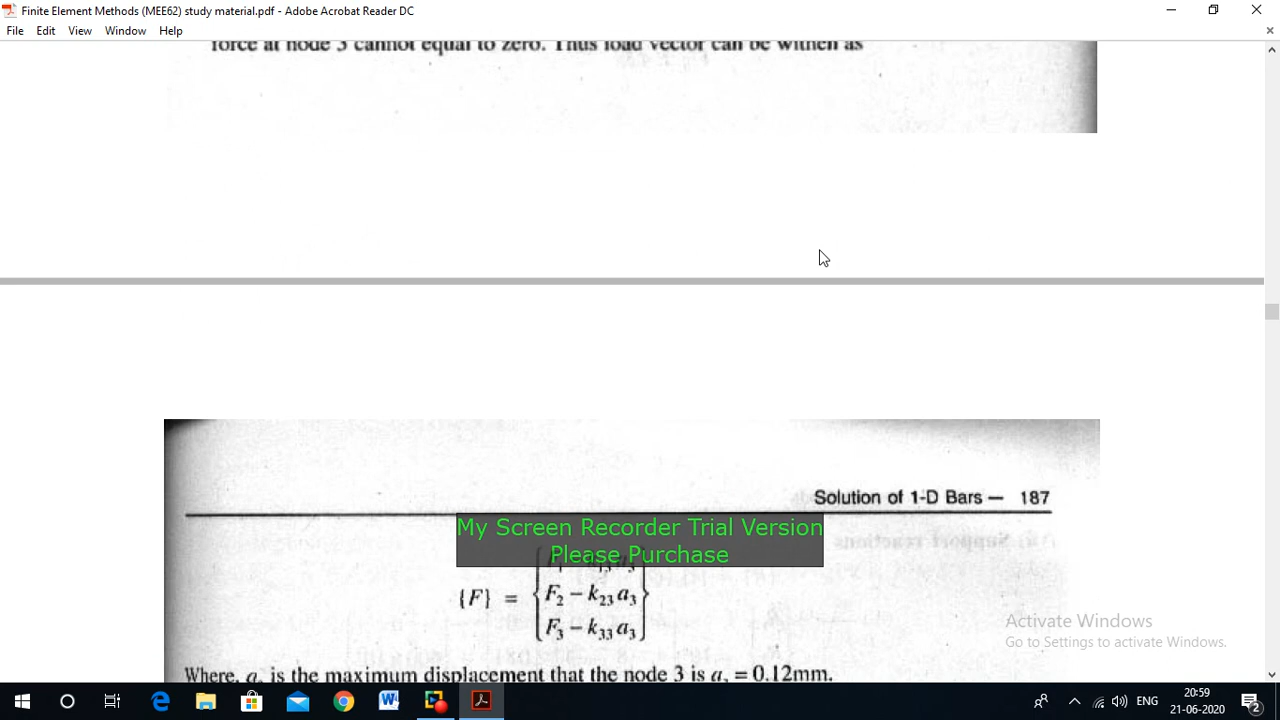 Finite Element Methods (MEE62) study material.pdf - Adobe Acrobat Reader DC
File Edit View Window Help
force at node 3 cannot equal to zero. Thus load vector can be written as
Solution of 1-D Bars — 187
My Screen Recorder Trial Version
Please Purchase
{F} = F₂ − k₂₃ a₃
F₃ − k₃₃ a₃
Activate Windows
Go to Settings to activate Windows.
Where, a is the maximum displacement that the node 3 is a = 0.12mm.
ENG
20:59
21-06-2020
2